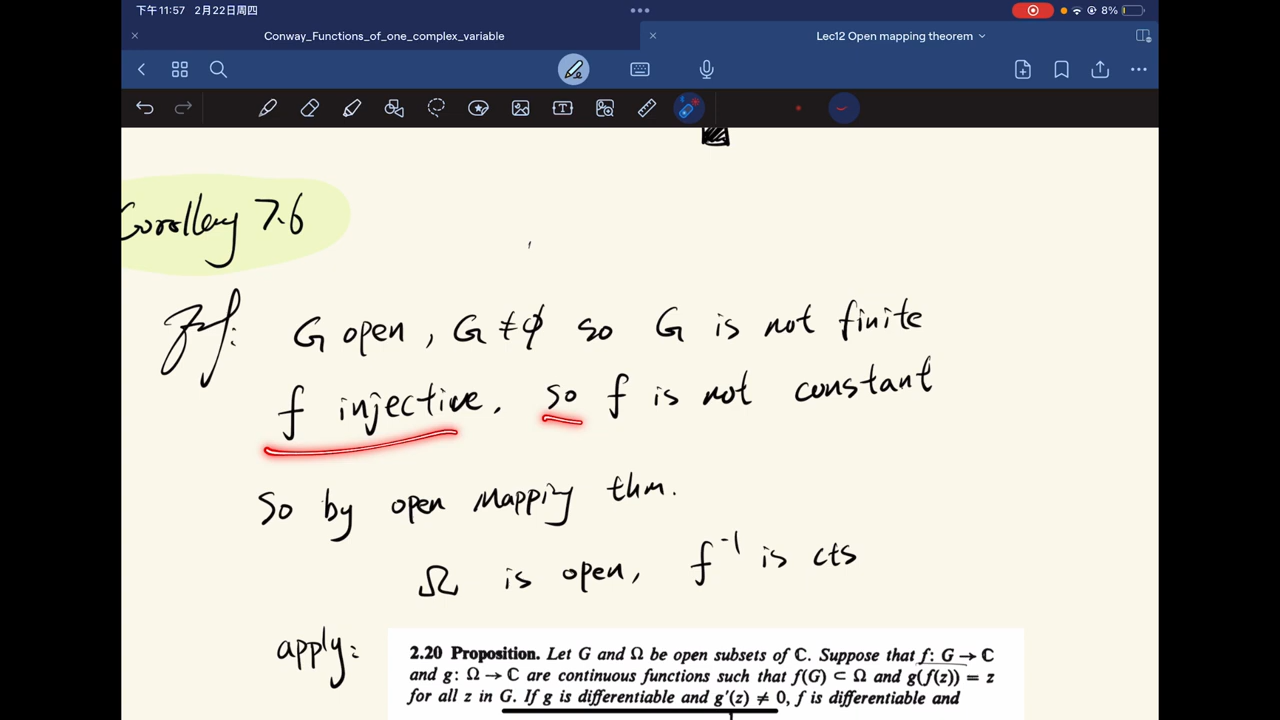 下午11:57 2月22日周四
8%
Conway_Functions_of_one_complex_variable
Lec12 Open mapping theorem
Corollary 7.6
Prf: G open, G ≠ ∅ so G is not finite
f injective, so f is not constant
So by open mapping thm.
Ω is open, f⁻¹ is cts
apply:
2.20 Proposition. Let G and Ω be open subsets of ℂ. Suppose that f: G → ℂ
and g: Ω → ℂ are continuous functions such that f(G) ⊂ Ω and g(f(z)) = z
for all z in G. If g is differentiable and g′(z) ≠ 0, f is differentiable and